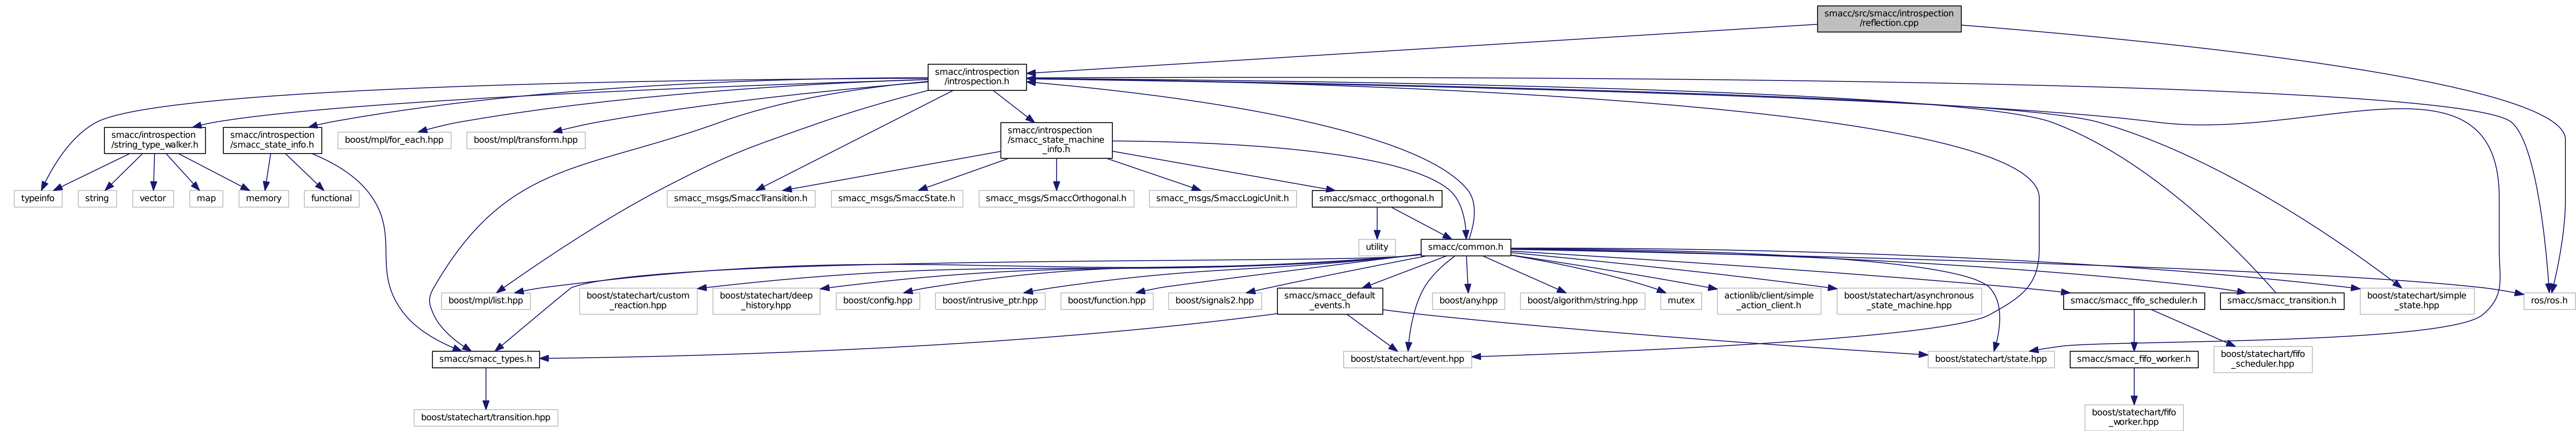 smacc/src/smacc/introspection
/reflection.cpp
smacc/introspection
/introspection.h
smacc/introspection
/string_type_walker.h
smacc/introspection
/smacc_state_info.h
boost/mpl/for_each.hpp
boost/mpl/transform.hpp
smacc/introspection
/smacc_state_machine
_info.h
typeinfo
string
vector
map
memory
functional
smacc_msgs/SmaccTransition.h
smacc_msgs/SmaccState.h
smacc_msgs/SmaccOrthogonal.h
smacc_msgs/SmaccLogicUnit.h
smacc/smacc_orthogonal.h
utility
smacc/common.h
boost/mpl/list.hpp
boost/statechart/custom
_reaction.hpp
boost/statechart/deep
_history.hpp
boost/config.hpp
boost/intrusive_ptr.hpp
boost/function.hpp
boost/signals2.hpp
smacc/smacc_default
_events.h
boost/any.hpp
boost/algorithm/string.hpp
mutex
actionlib/client/simple
_action_client.h
boost/statechart/asynchronous
_state_machine.hpp
smacc/smacc_fifo_scheduler.h
smacc/smacc_transition.h
boost/statechart/simple
_state.hpp
ros/ros.h
smacc/smacc_types.h
boost/statechart/event.hpp
boost/statechart/state.hpp
smacc/smacc_fifo_worker.h
boost/statechart/fifo
_scheduler.hpp
boost/statechart/transition.hpp
boost/statechart/fifo
_worker.hpp